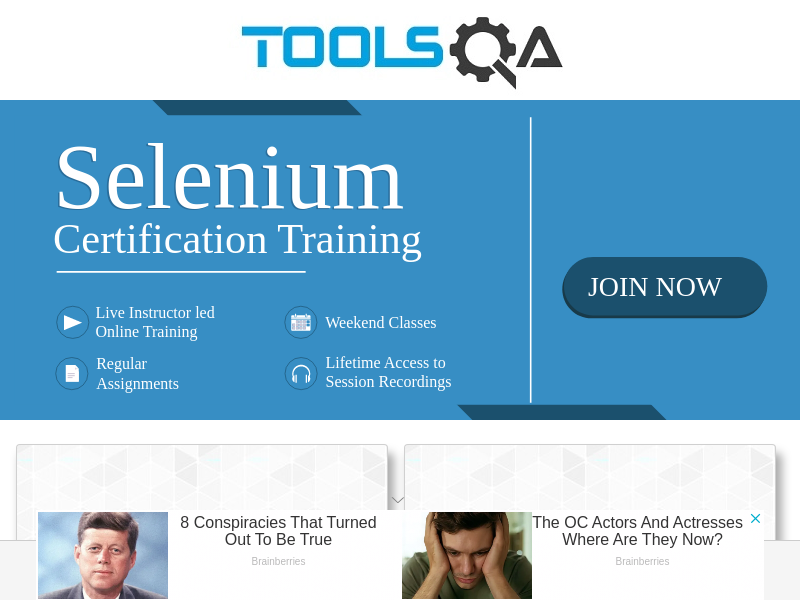 TOOLSQA
Selenium
Certification Training
Live Instructor led
Online Training
Weekend Classes
Regular
Assignments
Lifetime Access to
Session Recordings
JOIN NOW
8 Conspiracies That Turned
Out To Be True
Brainberries
The OC Actors And Actresses
Where Are They Now?
Brainberries